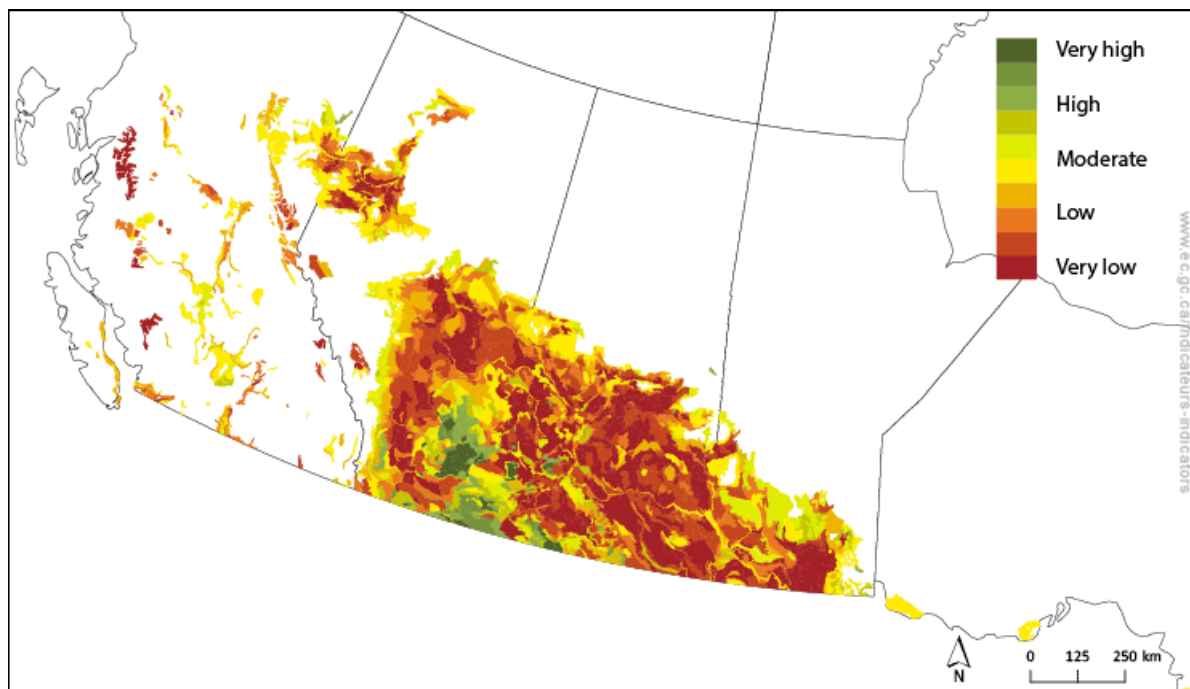 Very high
High
Moderate
Low
Very low
www.ec.gc.ca/indicateurs-indicators
N
0 125 250 km